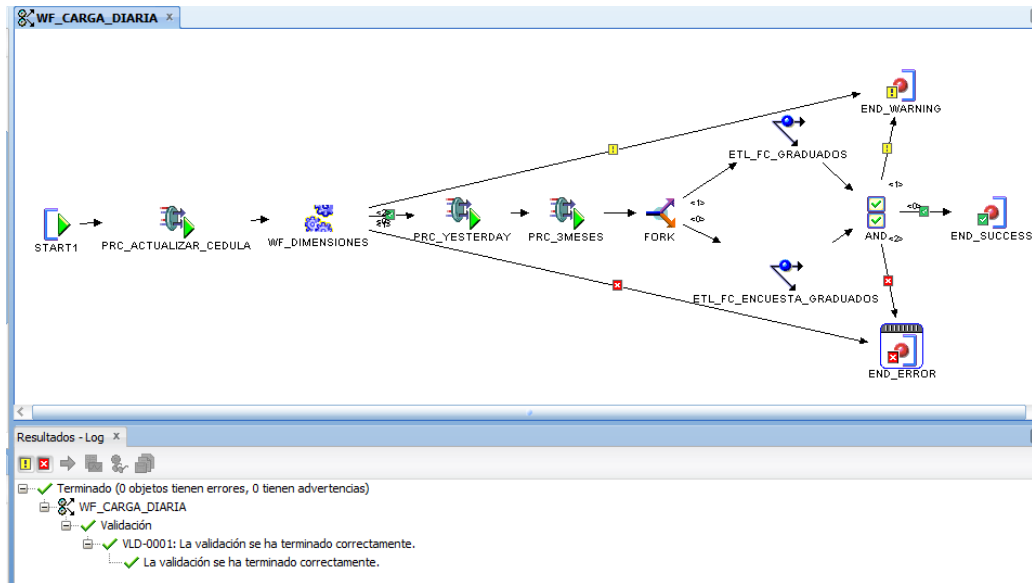 WF_CARGA_DIARIA x
END_WARNING
ETL_FC_GRADUADOS
<1>
<1>
<0>
<2>
START1
PRC_ACTUALIZAR_CEDULA
WF_DIMENSIONES
PRC_YESTERDAY
PRC_3MESES
FORK
<0>
AND
<2>
END_SUCCESS
ETL_FC_ENCUESTA_GRADUADOS
END_ERROR
Resultados - Log x
Terminado (0 objetos tienen errores, 0 tienen advertencias)
WF_CARGA_DIARIA
Validación
VLD-0001: La validación se ha terminado correctamente.
La validación se ha terminado correctamente.